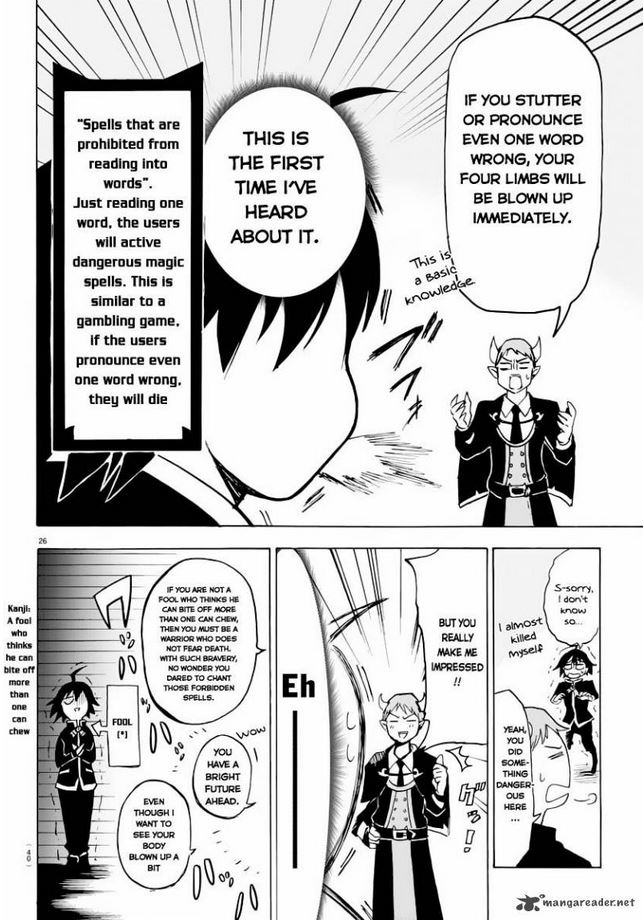 IF YOU STUTTER
OR PRONOUNCE
EVEN ONE WORD
WRONG, YOUR
FOUR LIMBS WILL
BE BLOWN UP
IMMEDIATELY.
This is
a Basic
knowledge
THIS IS
THE FIRST
TIME I'VE
HEARD
ABOUT IT.
"Spells that are
prohibited from
reading into
words".
Just reading one
word, the users
will active
dangerous magic
spells. This is
similar to a
gambling game,
if the users
pronounce even
one word wrong,
they will die
26
S-sorry,
I don't
know
so...
I almost
killed
myself
YEAH,
YOU
DID
SOME-
THING
DANGER-
OUS
HERE ...
BUT YOU
REALLY
MAKE ME
IMPRESSED
!!
Eh
IF YOU ARE NOT A
FOOL WHO THINKS HE
CAN BITE OFF MORE
THAN ONE CAN CHEW,
THEN YOU MUST BE A
WARRIOR WHO DOES
NOT FEAR DEATH.
WITH SUCH BRAVERY,
NO WONDER YOU
DARED TO CHANT
THOSE FORBIDDEN
SPELLS.
Wow
YOU HAVE
A BRIGHT
FUTURE
AHEAD.
FOOL
[*]
EVEN
THOUGH I
WANT TO
SEE YOUR
BODY
BLOWN UP A
BIT
Kanji:
A fool
who
thinks
he can
bite off
more
than
one
can
chew
(40)
mangareader.net